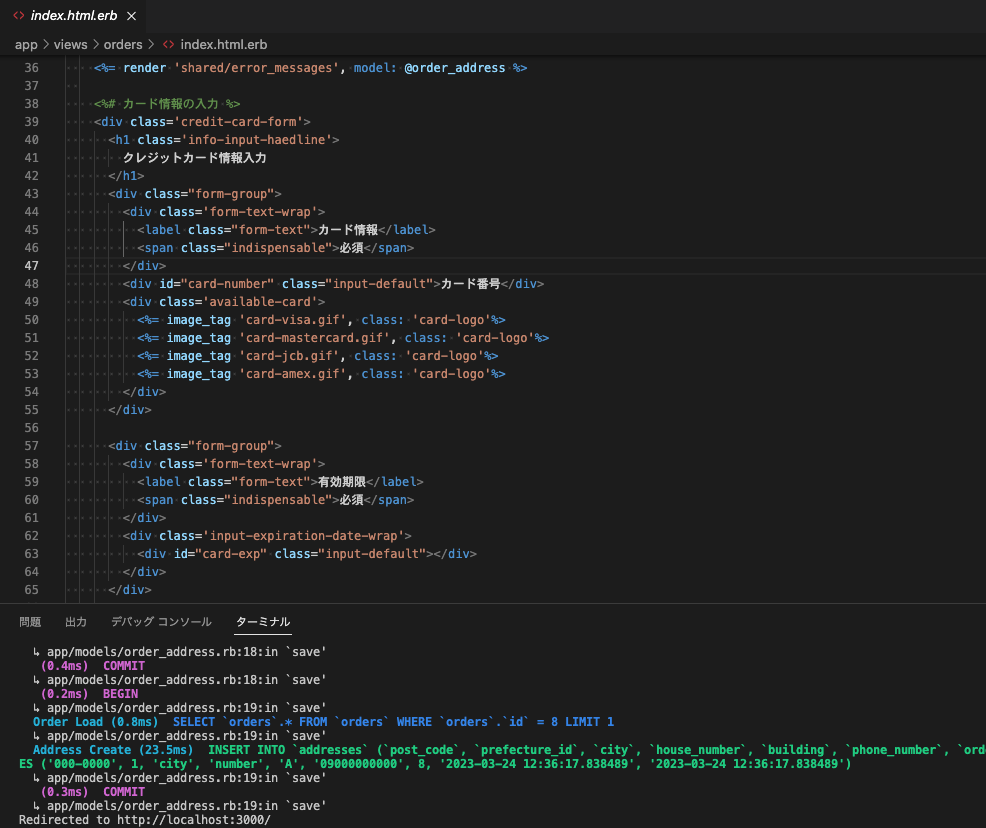 <> index.html.erb ×
app > views > orders > <> index.html.erb
36 <%= render 'shared/error_messages', model: @order_address %>
37
38 <%# カード情報の入力 %>
39 <div class='credit-card-form'>
40 <h1 class='info-input-haedline'>
41 クレジットカード情報入力
42 </h1>
43 <div class="form-group">
44 <div class='form-text-wrap'>
45 <label class="form-text">カード情報</label>
46 <span class="indispensable">必須</span>
47 </div>
48 <div id="card-number" class="input-default">カード番号</div>
49 <div class='available-card'>
50 <%= image_tag 'card-visa.gif', class: 'card-logo'%>
51 <%= image_tag 'card-mastercard.gif', class: 'card-logo'%>
52 <%= image_tag 'card-jcb.gif', class: 'card-logo'%>
53 <%= image_tag 'card-amex.gif', class: 'card-logo'%>
54 </div>
55 </div>
56
57 <div class="form-group">
58 <div class='form-text-wrap'>
59 <label class="form-text">有効期限</label>
60 <span class="indispensable">必須</span>
61 </div>
62 <div class='input-expiration-date-wrap'>
63 <div id="card-exp" class="input-default"></div>
64 </div>
65 </div>
問題 出力 デバッグ コンソール ターミナル
↳ app/models/order_address.rb:18:in `save'
(0.4ms) COMMIT
↳ app/models/order_address.rb:18:in `save'
(0.2ms) BEGIN
↳ app/models/order_address.rb:19:in `save'
Order Load (0.8ms) SELECT `orders`.* FROM `orders` WHERE `orders`.`id` = 8 LIMIT 1
↳ app/models/order_address.rb:19:in `save'
Address Create (23.5ms) INSERT INTO `addresses` (`post_code`, `prefecture_id`, `city`, `house_number`, `building`, `phone_number`, `ord
ES ('000-0000', 1, 'city', 'number', 'A', '09000000000', 8, '2023-03-24 12:36:17.838489', '2023-03-24 12:36:17.838489')
↳ app/models/order_address.rb:19:in `save'
(0.3ms) COMMIT
↳ app/models/order_address.rb:19:in `save'
Redirected to http://localhost:3000/